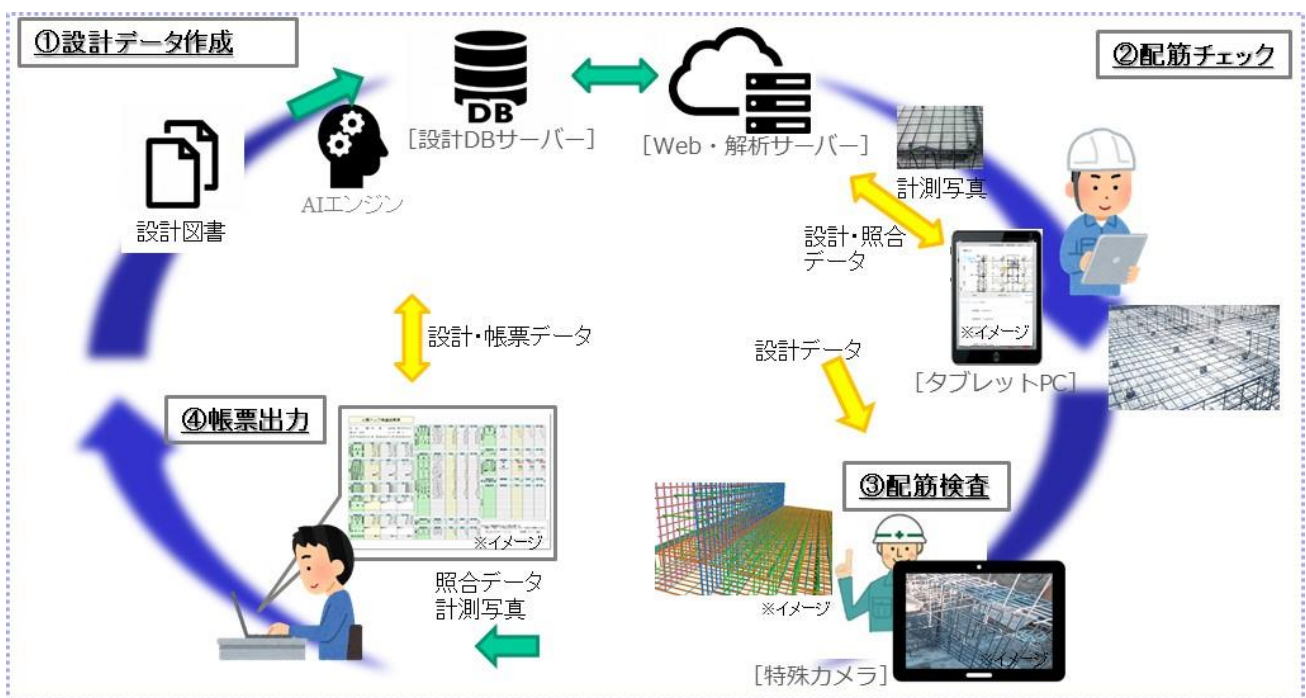 ①設計データ作成
DB
[設計DBサーバー]
[Web・解析サーバー]
②配筋チェック
設計図書
AIエンジン
計測写真
設計・照合
データ
※イメージ
[タブレットPC]
設計・帳票データ
設計データ
④帳票出力
※イメージ
照合データ
計測写真
③配筋検査
※イメージ
※イメージ
[特殊カメラ]